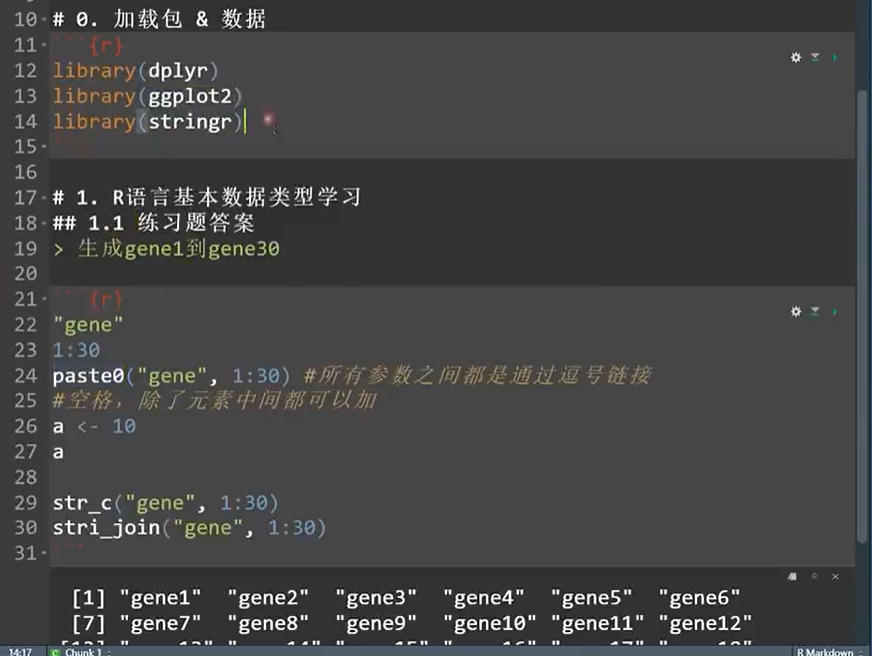 10 # 0. 加载包 & 数据
11 ```{r}
12 library(dplyr)
13 library(ggplot2)
14 library(stringr)
15 ```
16
17 # 1. R语言基本数据类型学习
18 ## 1.1 练习题答案
19 > 生成gene1到gene30
20
21 ```{r}
22 "gene"
23 1:30
24 paste0("gene", 1:30) #所有参数之间都是通过逗号链接
25 #空格，除了元素中间都可以加
26 a <- 10
27 a
28
29 str_c("gene", 1:30)
30 stri_join("gene", 1:30)
31 ```
[1] "gene1" "gene2" "gene3" "gene4" "gene5" "gene6"
[7] "gene7" "gene8" "gene9" "gene10" "gene11" "gene12"
14:17 Chunk 1 R Markdown